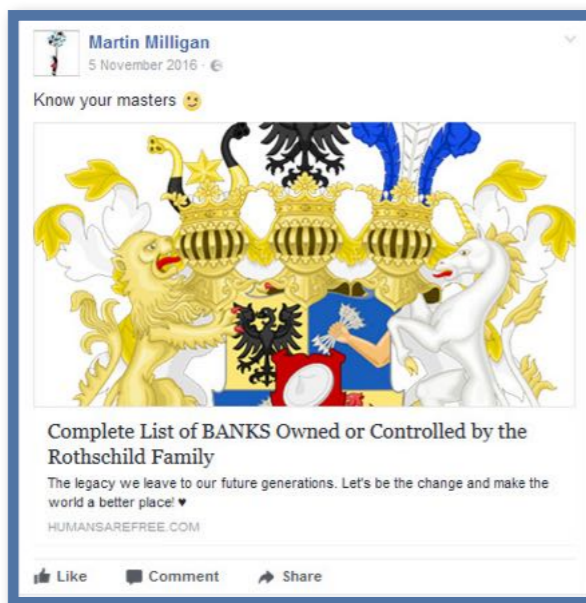 Martin Milligan
5 November 2016
Know your masters
Complete List of BANKS Owned or Controlled by the
Rothschild Family
The legacy we leave to our future generations. Let's be the change and make the
world a better place! ♥
HUMANSAREFREE.COM
Like Comment Share